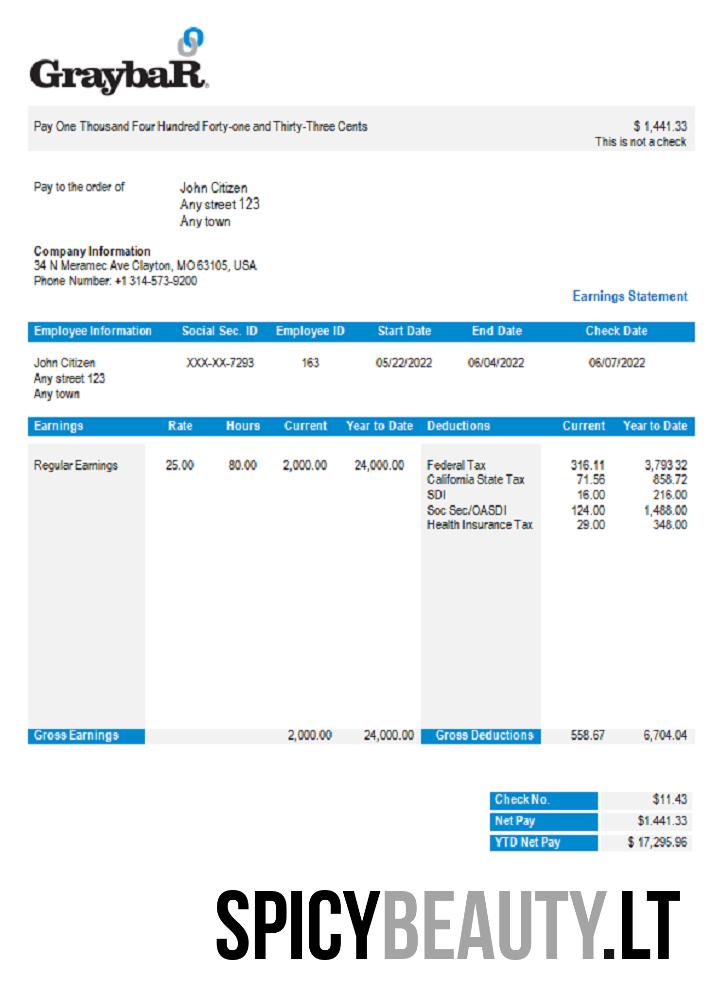 GraybaR
Pay One Thousand Four Hundred Forty-one and Thirty-Three Cents $ 1,441.33
This is not a check
Pay to the order of John Citizen
Any street 123
Any town
Company Information
34 N Meramec Ave Clayton, MO 63105, USA
Phone Number: +1 314-573-9200
Earnings Statement
Employee Information Social Sec. ID Employee ID Start Date End Date Check Date
John Citizen XXX-XX-7293 163 05/22/2022 06/04/2022 06/07/2022
Any street 123
Any town
Earnings Rate Hours Current Year to Date Deductions Current Year to Date
Regular Earnings 25.00 80.00 2,000.00 24,000.00 Federal Tax 316.11 3,793 32
California State Tax 71.56 858.72
SDI 16.00 216.00
Soc Sec/OASDI 124.00 1,488.00
Health Insurance Tax 29.00 348.00
Gross Earnings 2,000.00 24,000.00 Gross Deductions 558.67 6,704.04
Check No. $11.43
Net Pay $1.441.33
YTD Net Pay $ 17,295.96
SPICYBEAUTY.LT